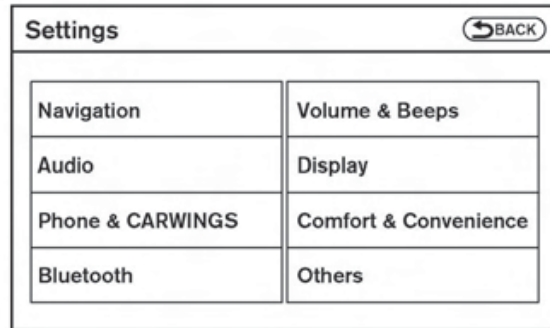 Settings
BACK
Navigation
Volume & Beeps
Audio
Display
Phone & CARWINGS
Comfort & Convenience
Bluetooth
Others